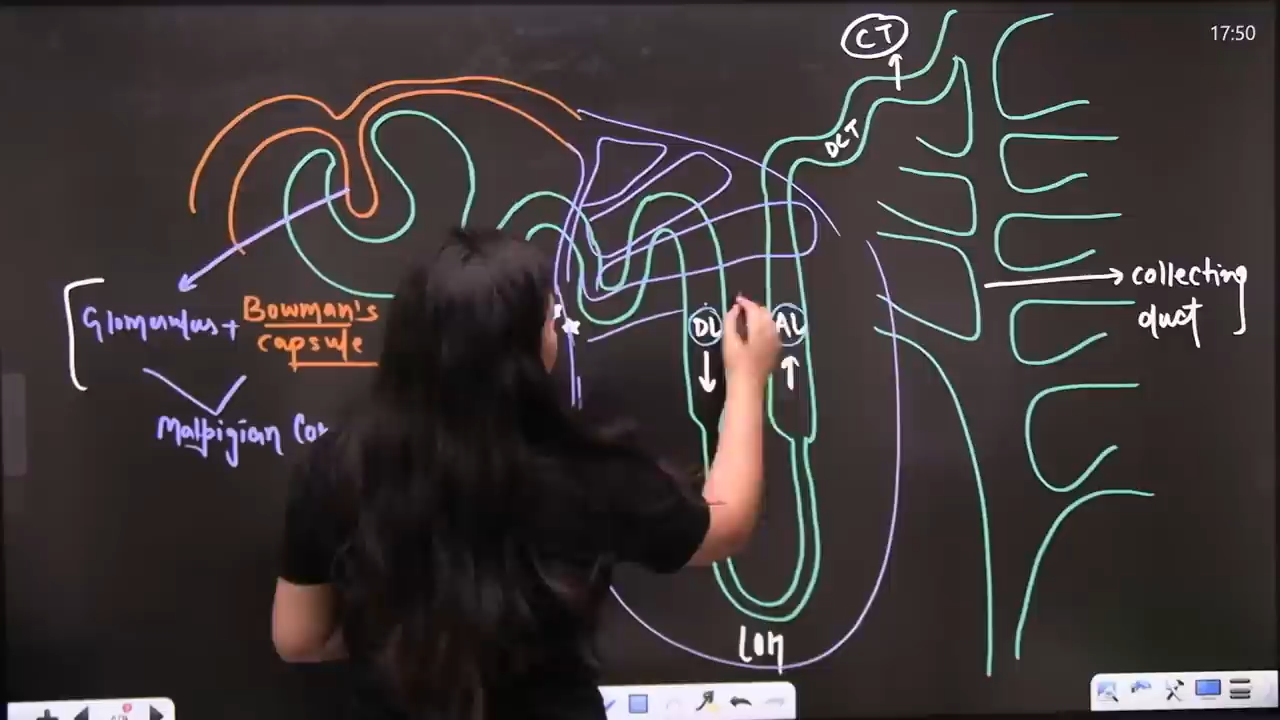 17:50
CT
DCT
collecting
duct
Glomerulus +
Bowman's
capsule
Malpigian
DL
AL
LOH